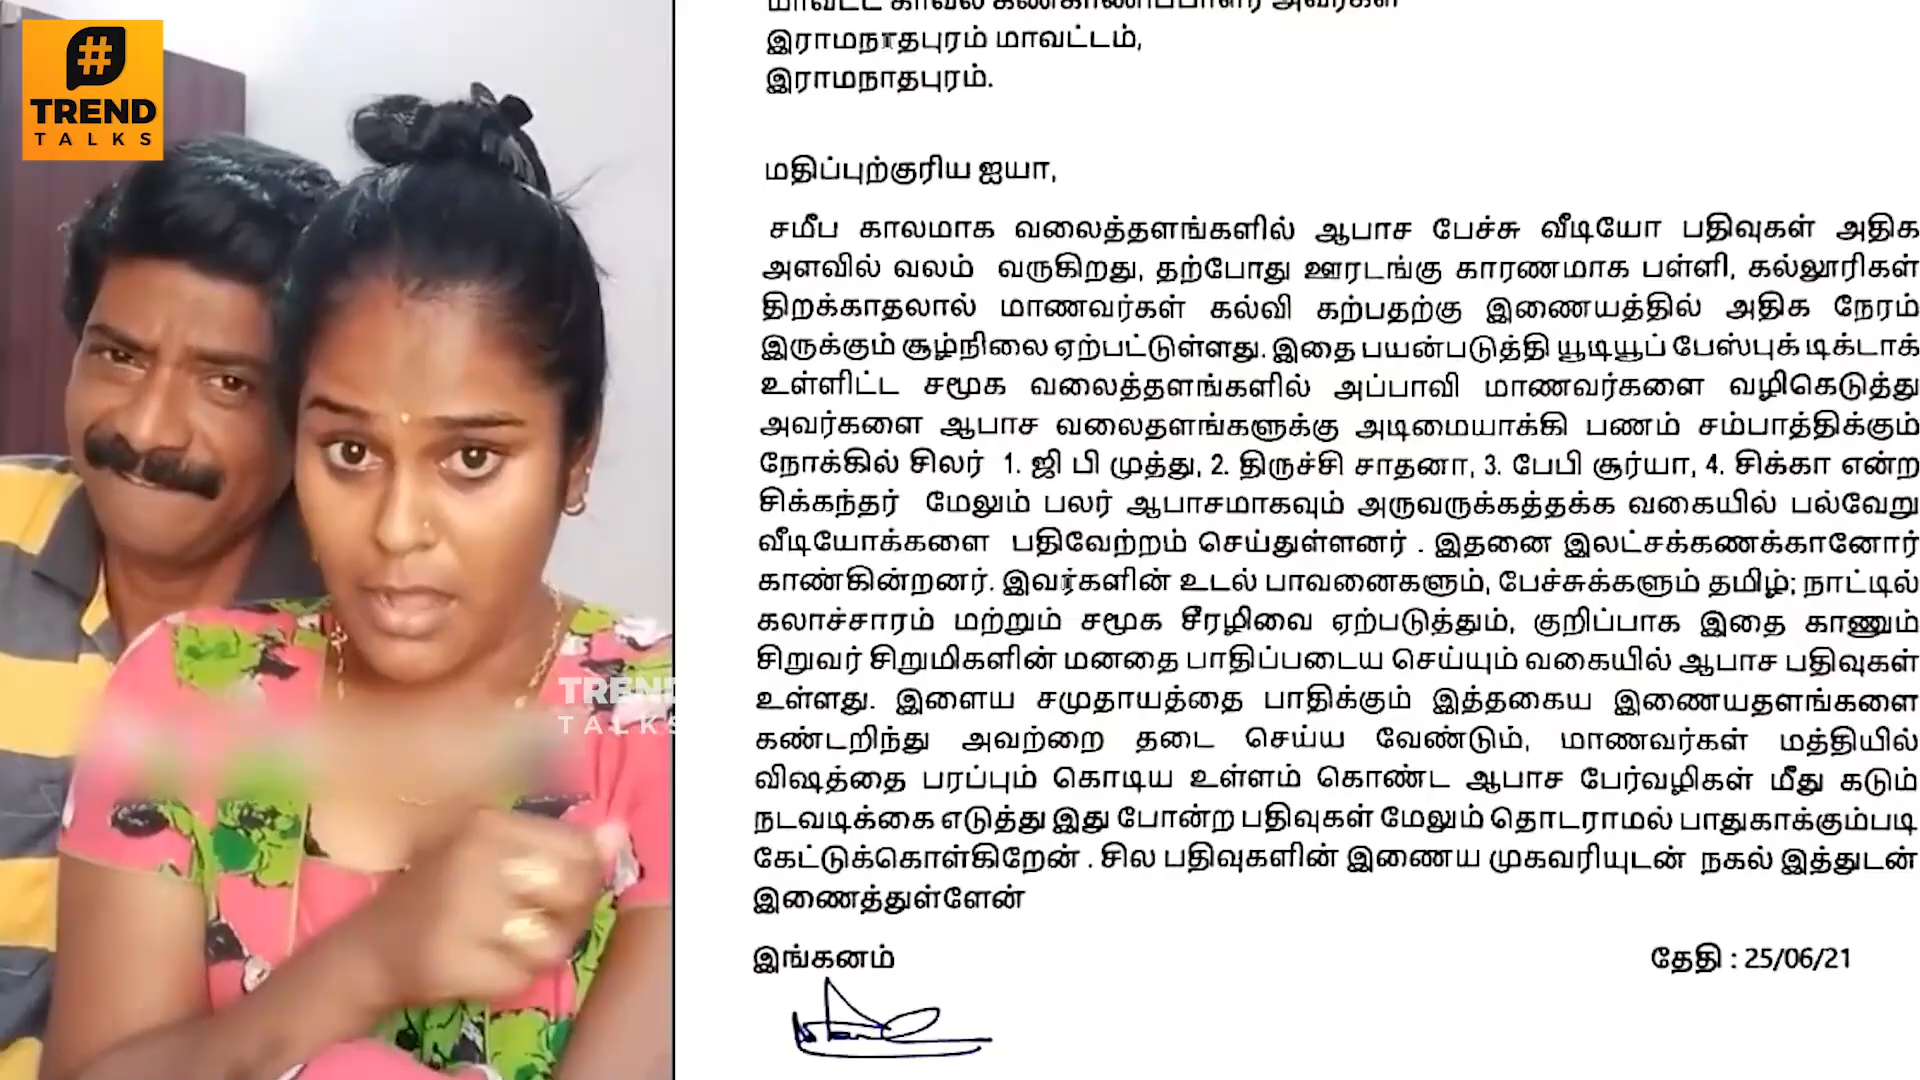 #
TREND
TALKS
மாவட்ட காவல் கண்காணிப்பாளர் அவர்கள்
இராமநாதபுரம் மாவட்டம்,
இராமநாதபுரம்.
மதிப்புற்குரிய ஐயா,
சமீப காலமாக வலைத்தளங்களில் ஆபாச பேச்சு வீடியோ பதிவுகள் அதிக
அளவில் வலம் வருகிறது, தற்போது ஊரடங்கு காரணமாக பள்ளி, கல்லூரிகள்
திறக்காதலால் மாணவர்கள் கல்வி கற்பதற்கு இணையத்தில் அதிக நேரம்
இருக்கும் சூழ்நிலை ஏற்பட்டுள்ளது. இதை பயன்படுத்தி யூடியூப் பேஸ்புக் டிக்டாக்
உள்ளிட்ட சமூக வலைத்தளங்களில் அப்பாவி மாணவர்களை வழிகெடுத்து
அவர்களை ஆபாச வலைதளங்களுக்கு அடிமையாக்கி பணம் சம்பாத்திக்கும்
நோக்கில் சிலர் 1. ஜி பி முத்து, 2. திருச்சி சாதனா, 3. பேபி சூர்யா, 4. சிக்கா என்ற
சிக்கந்தர் மேலும் பலர் ஆபாசமாகவும் அருவருக்கத்தக்க வகையில் பல்வேறு
வீடியோக்களை பதிவேற்றம் செய்துள்ளனர் . இதனை இலட்சக்கணக்கானோர்
காண்கின்றனர். இவர்களின் உடல் பாவனைகளும், பேச்சுக்களும் தமிழ்; நாட்டில்
கலாச்சாரம் மற்றும் சமூக சீரழிவை ஏற்படுத்தும், குறிப்பாக இதை காணும்
சிறுவர் சிறுமிகளின் மனதை பாதிப்படைய செய்யும் வகையில் ஆபாச பதிவுகள்
உள்ளது. இளைய சமுதாயத்தை பாதிக்கும் இத்தகைய இணையதளங்களை
கண்டறிந்து அவற்றை தடை செய்ய வேண்டும், மாணவர்கள் மத்தியில்
விஷத்தை பரப்பும் கொடிய உள்ளம் கொண்ட ஆபாச பேர்வழிகள் மீது கடும்
நடவடிக்கை எடுத்து இது போன்ற பதிவுகள் மேலும் தொடராமல் பாதுகாக்கும்படி
கேட்டுக்கொள்கிறேன் . சில பதிவுகளின் இணைய முகவரியுடன் நகல் இத்துடன்
இணைத்துள்ளேன்
இங்கனம்
தேதி : 25/06/21
TREND
TALKS